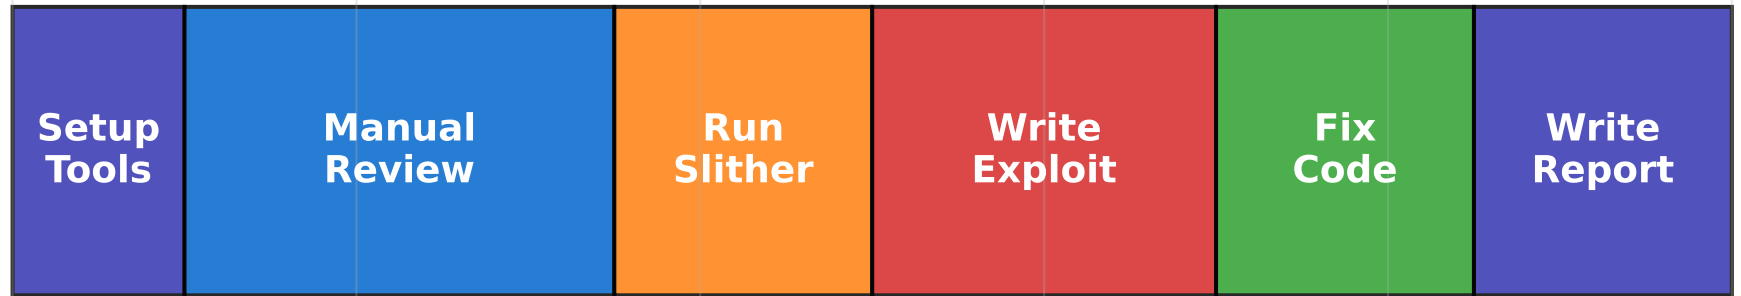 Setup
Tools
Manual
Review
Run
Slither
Write
Exploit
Fix
Code
Write
Report